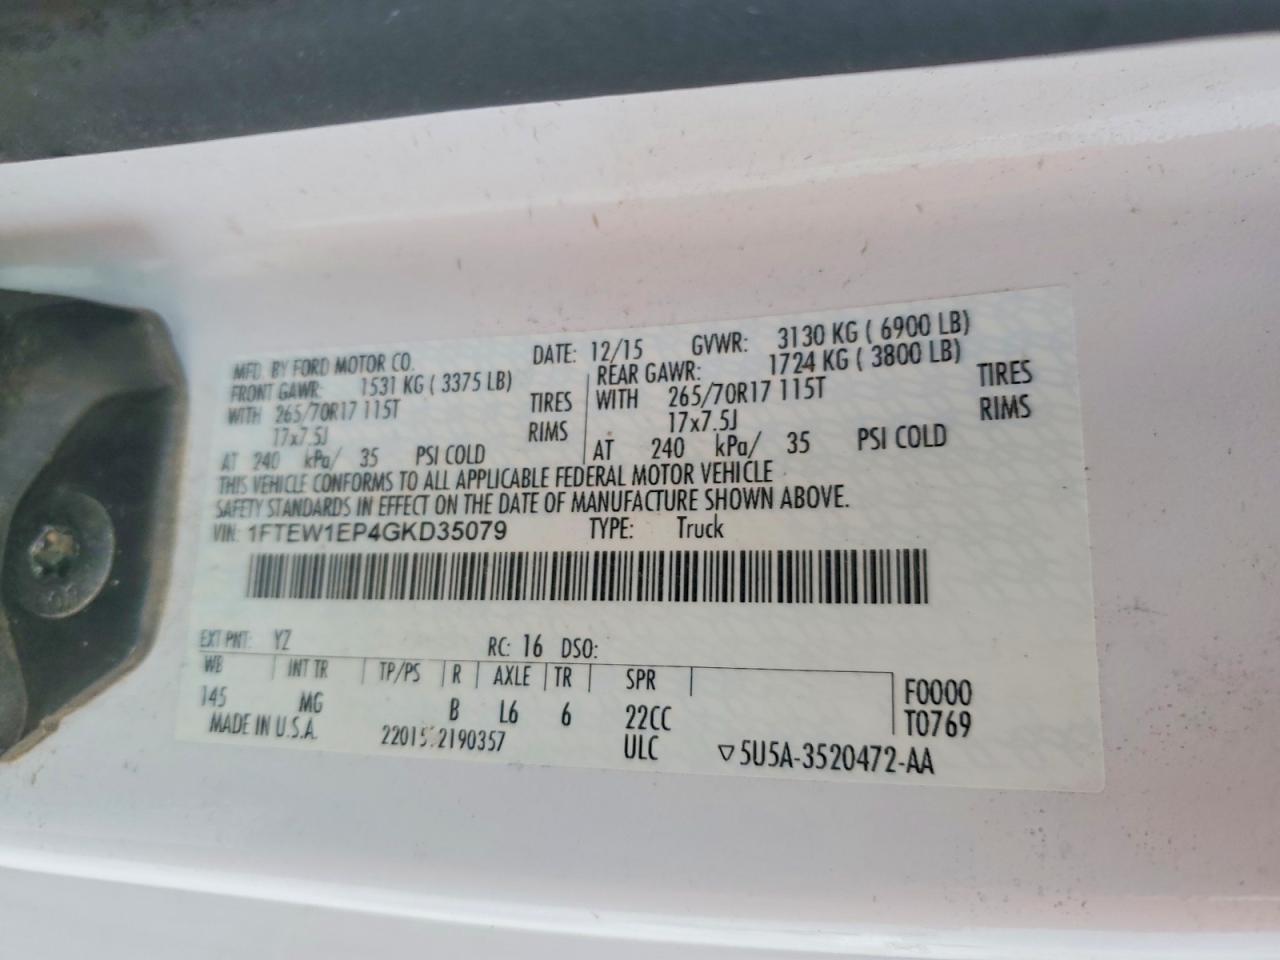 MFD. BY FORD MOTOR CO. DATE: 12/15 GVWR: 3130 KG ( 6900 LB)
FRONT GAWR: 1531 KG ( 3375 LB) REAR GAWR: 1724 KG ( 3800 LB)
WITH 265/70R17 115T TIRES WITH 265/70R17 115T TIRES
17x7.5J RIMS 17x7.5J RIMS
AT 240 kPa/ 35 PSI COLD AT 240 kPa/ 35 PSI COLD
THIS VEHICLE CONFORMS TO ALL APPLICABLE FEDERAL MOTOR VEHICLE
SAFETY STANDARDS IN EFFECT ON THE DATE OF MANUFACTURE SHOWN ABOVE.
VIN: 1FTEW1EP4GKD35079 TYPE: Truck
EXT PNT: YZ RC: 16 DSO:
WB INT TR TP/PS R AXLE TR SPR
145 MG B L6 6 22CC F0000
T0769
MADE IN U.S.A. ULC ▽5U5A-3520472-AA